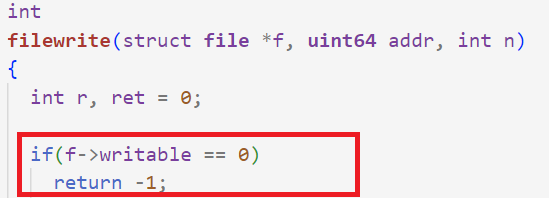 int
filewrite(struct file *f, uint64 addr, int n)
{
int r, ret = 0;
if(f->writable == 0)
return -1;